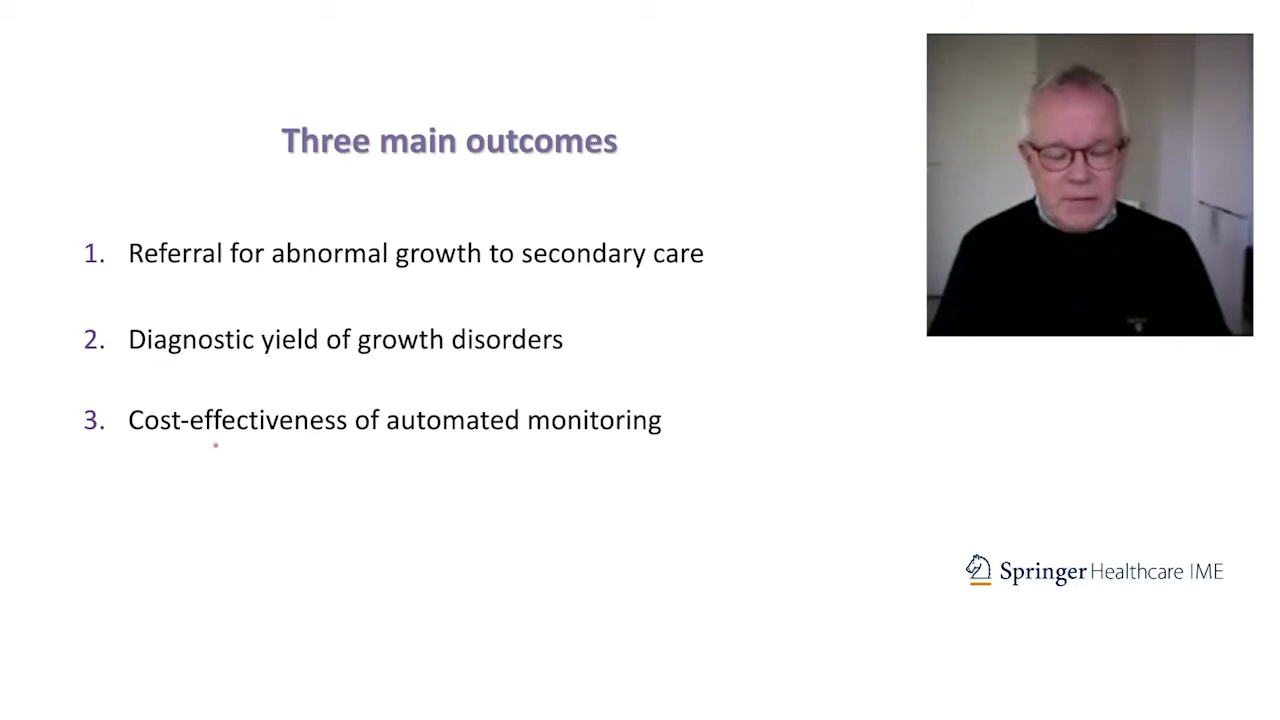 Three main outcomes
1. Referral for abnormal growth to secondary care
2. Diagnostic yield of growth disorders
3. Cost-effectiveness of automated monitoring
Springer Healthcare IME